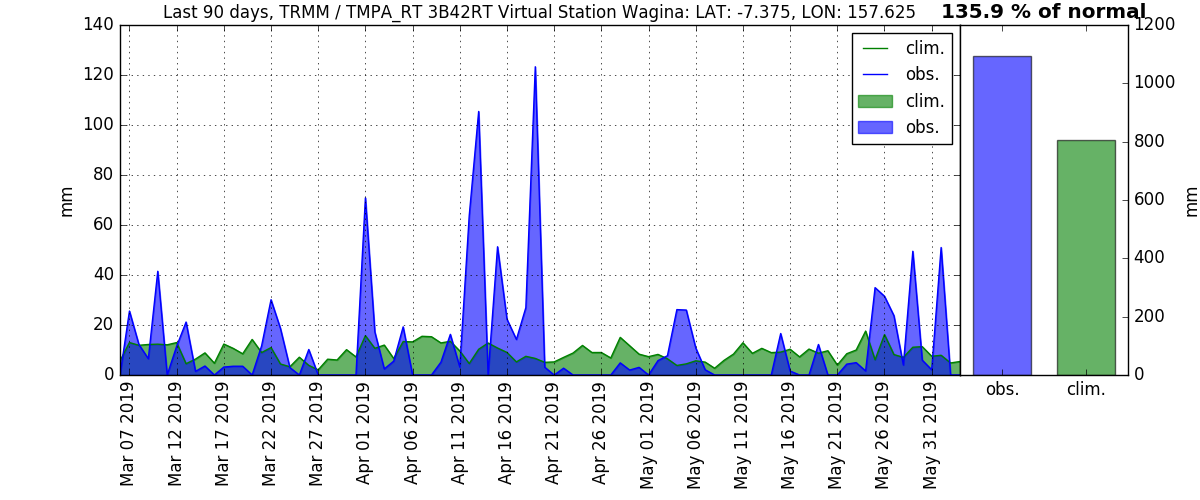 Last 90 days, TRMM / TMPA_RT 3B42RT Virtual Station Wagina: LAT: -7.375, LON: 157.625
135.9 % of normal
140
120
100
80
60
40
20
0
mm
clim.
obs.
clim.
obs.
Mar 07 2019
Mar 12 2019
Mar 17 2019
Mar 22 2019
Mar 27 2019
Apr 01 2019
Apr 06 2019
Apr 11 2019
Apr 16 2019
Apr 21 2019
Apr 26 2019
May 01 2019
May 06 2019
May 11 2019
May 16 2019
May 21 2019
May 26 2019
May 31 2019
1200
1000
800
600
400
200
0
mm
obs.
clim.